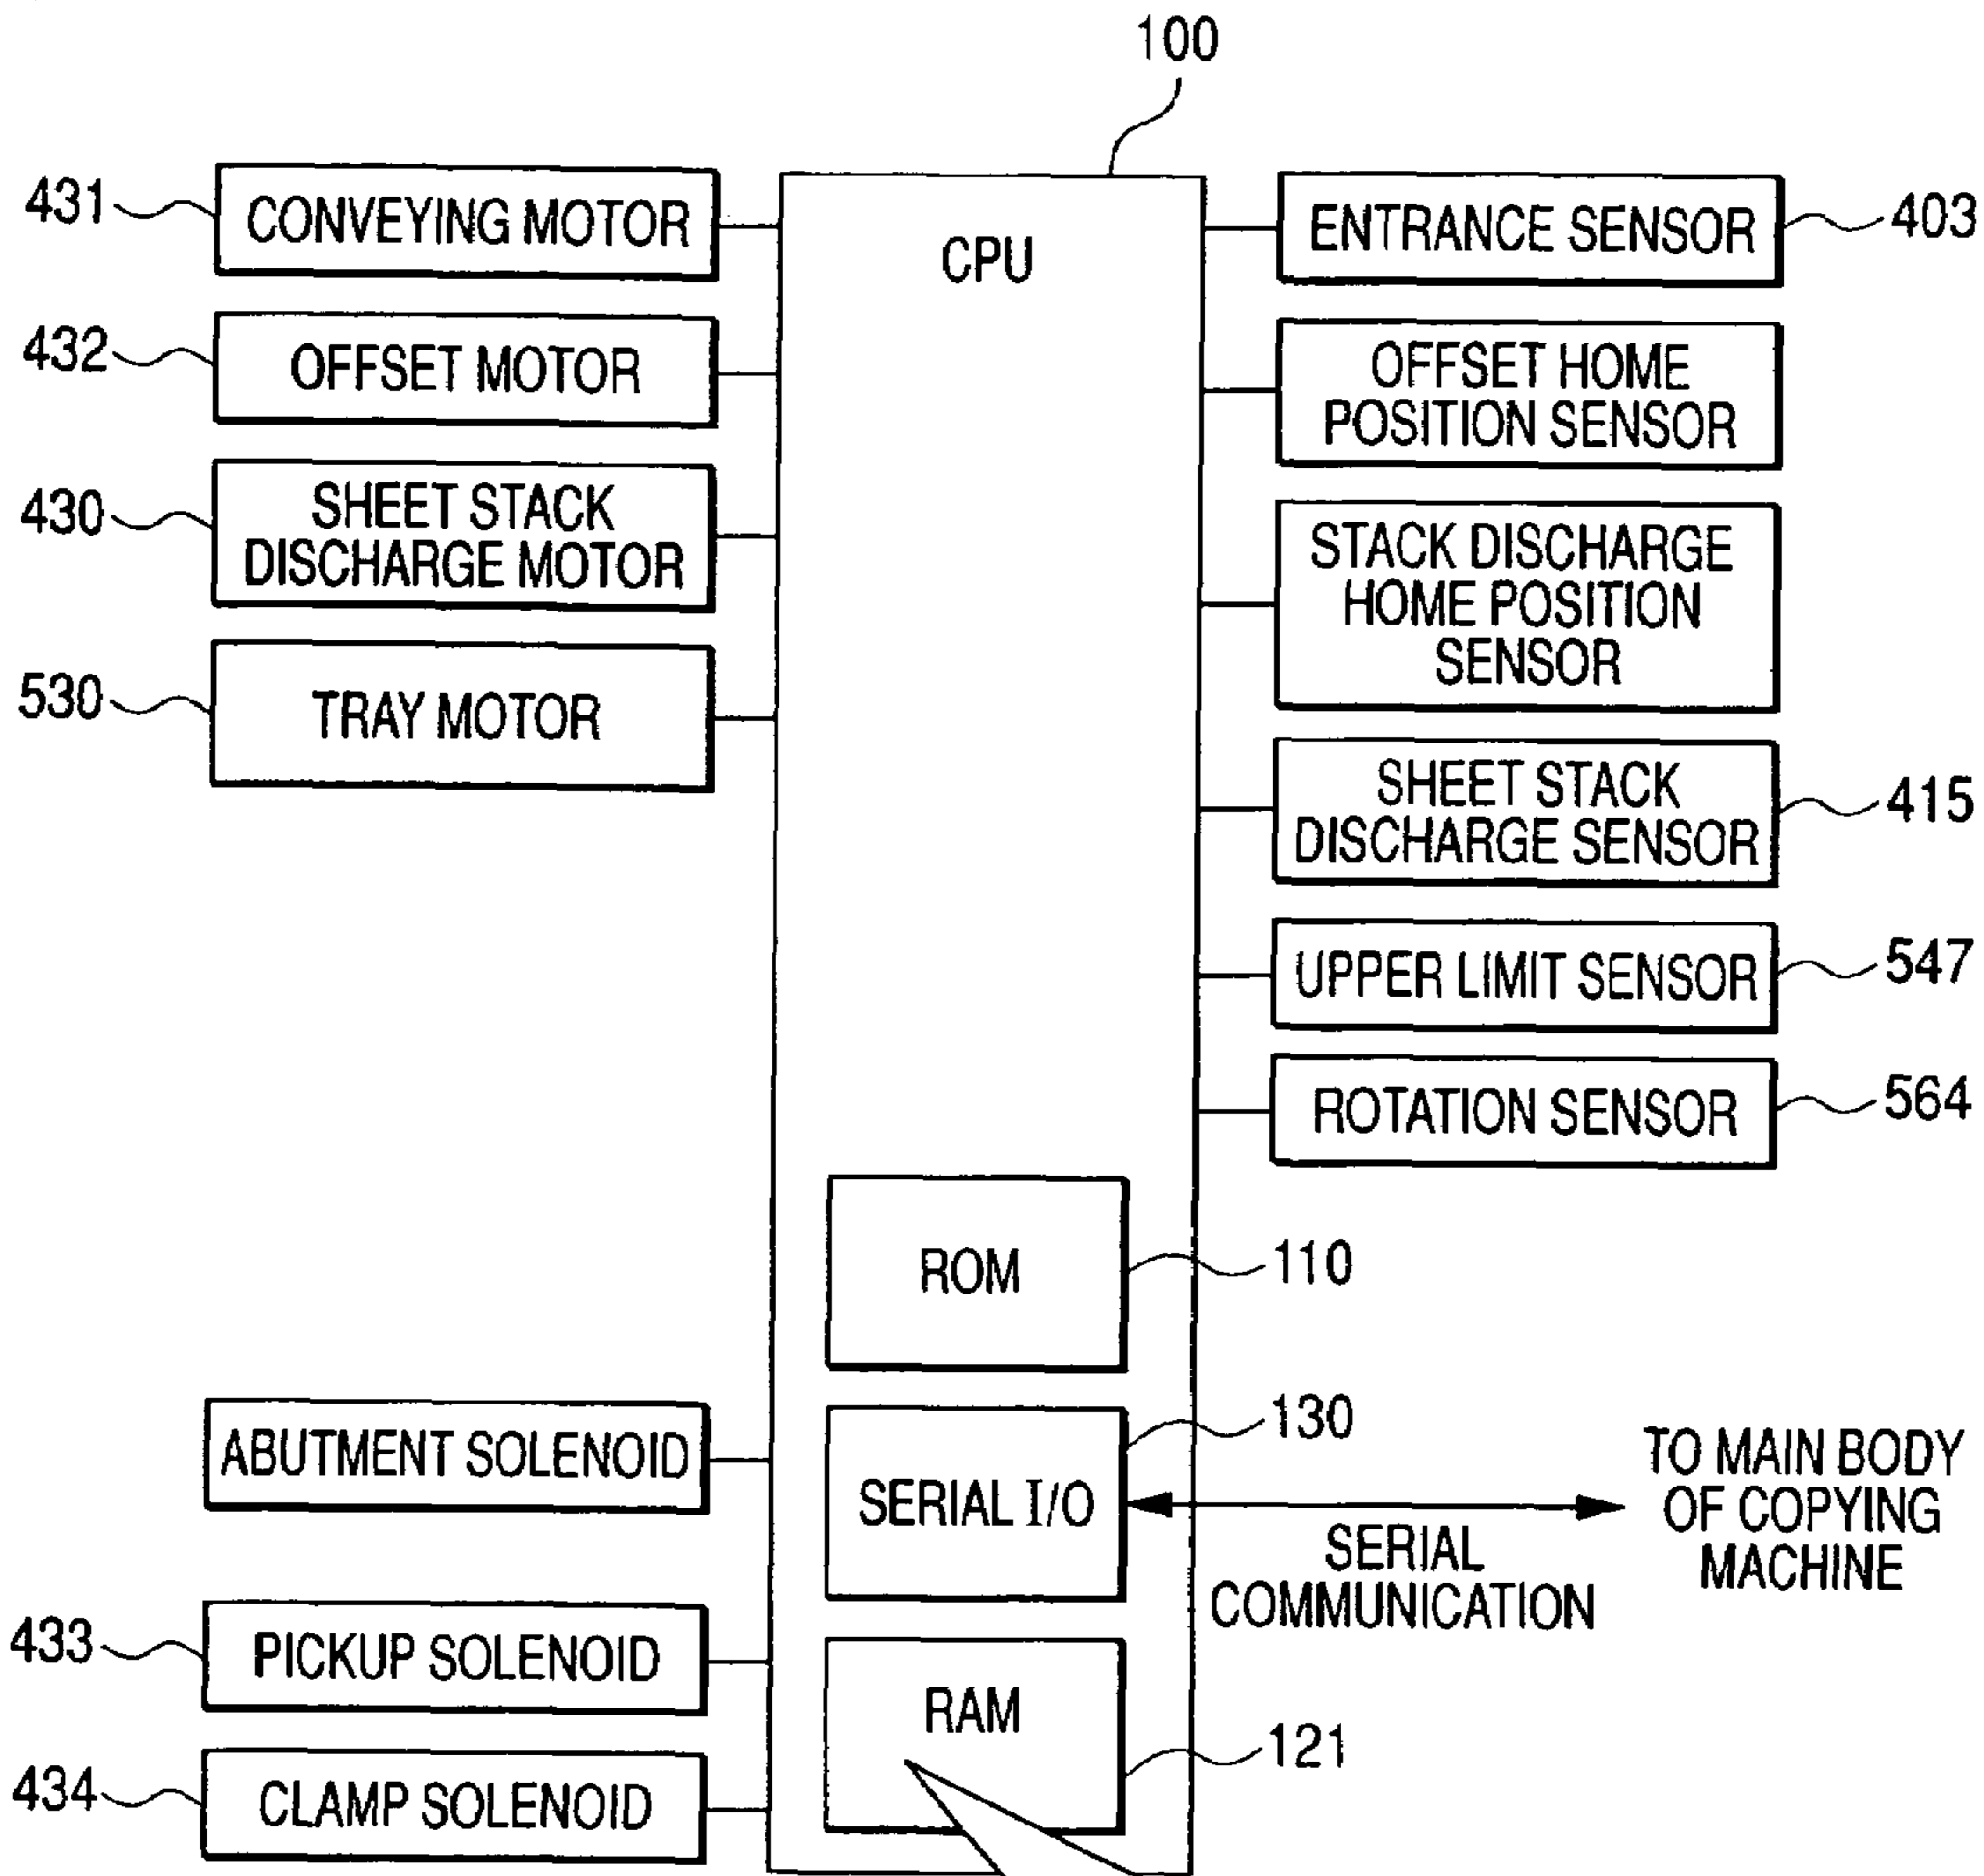 100
431
CONVEYING MOTOR
432
OFFSET MOTOR
430
SHEET STACK
DISCHARGE MOTOR
530
TRAY MOTOR
ABUTMENT SOLENOID
433
PICKUP SOLENOID
434
CLAMP SOLENOID
CPU
ROM
110
SERIAL I/O
130
RAM
121
ENTRANCE SENSOR
403
OFFSET HOME
POSITION SENSOR
STACK DISCHARGE
HOME POSITION
SENSOR
SHEET STACK
DISCHARGE SENSOR
415
UPPER LIMIT SENSOR
547
ROTATION SENSOR
564
SERIAL
COMMUNICATION
TO MAIN BODY
OF COPYING
MACHINE